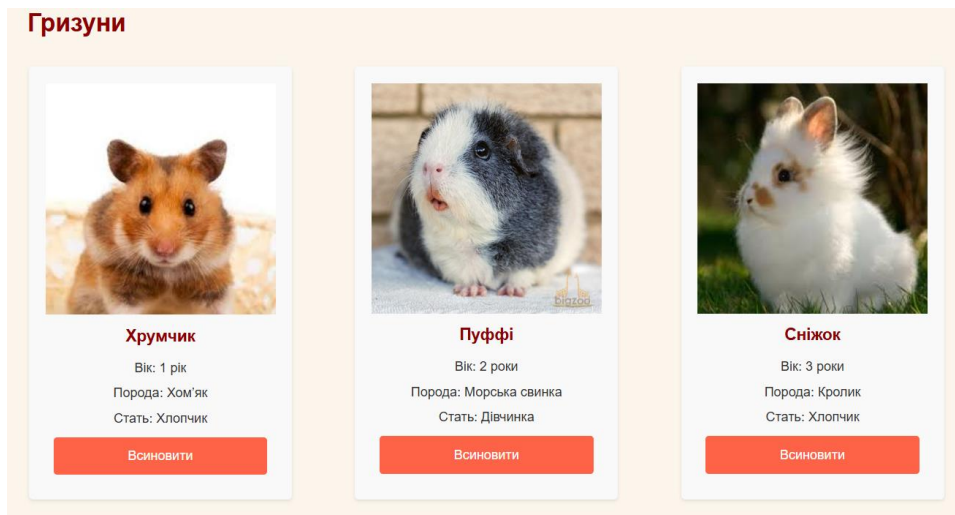 Гризуни
Хрумчик
Вік: 1 рік
Порода: Хом'як
Стать: Хлопчик
Всиновити
biazoo
Пуффі
Вік: 2 роки
Порода: Морська свинка
Стать: Дівчинка
Всиновити
Сніжок
Вік: 3 роки
Порода: Кролик
Стать: Хлопчик
Всиновити